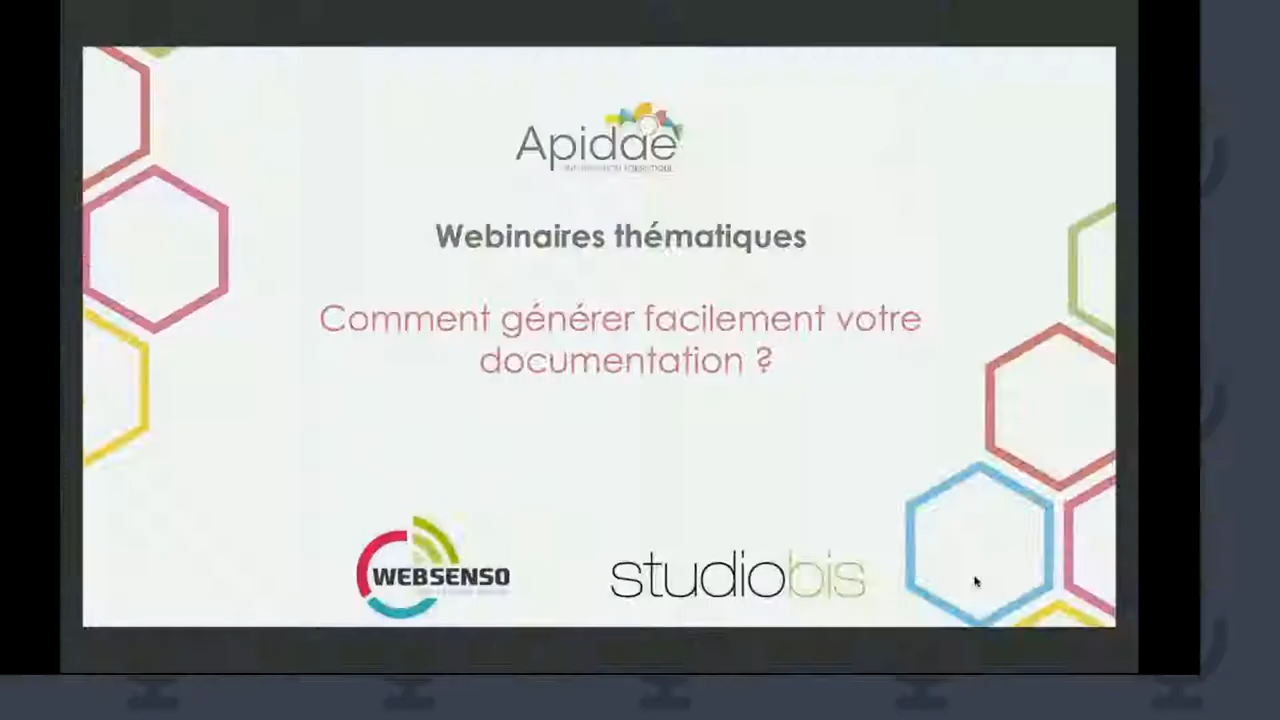 Apidae
Webinaires thématiques
Comment générer facilement votre
documentation ?
WEBSENSO
studiobis